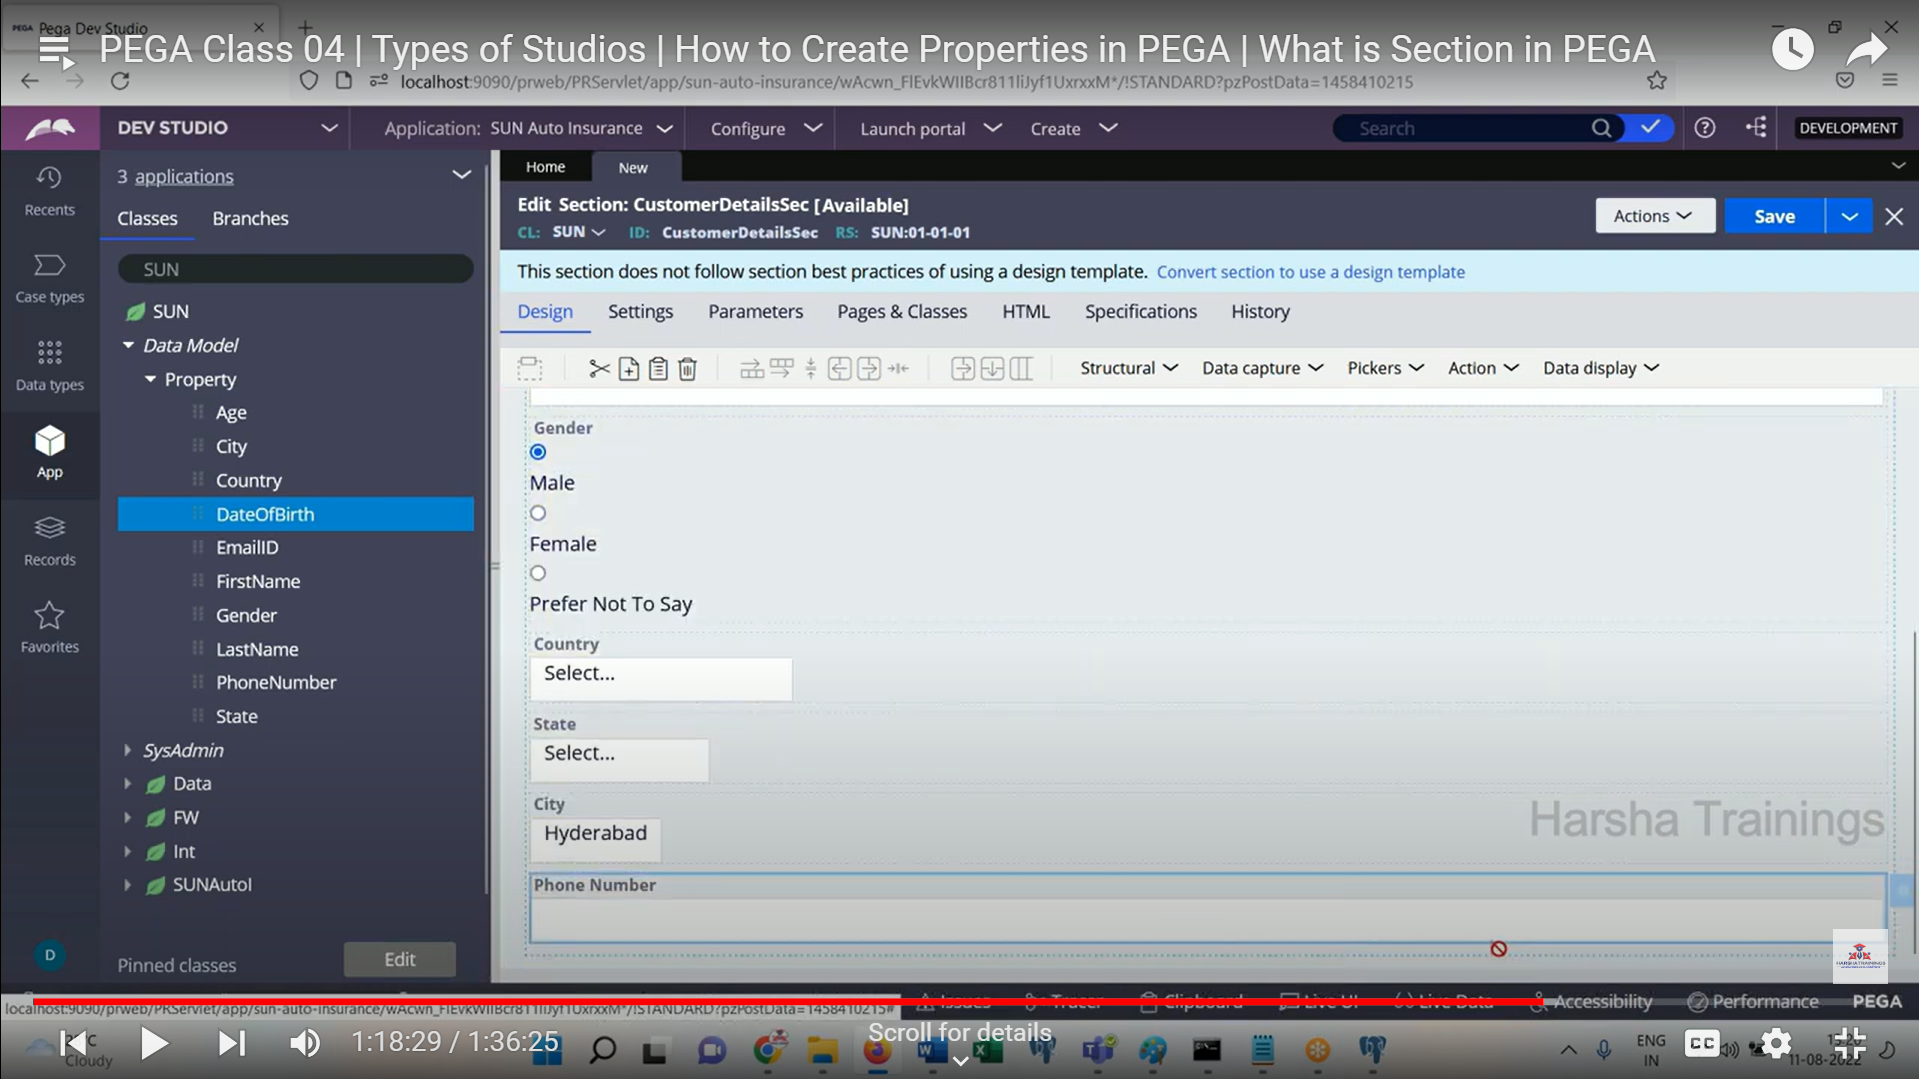 PEGA Pega Dev Studio
PEGA Class 04 | Types of Studios | How to Create Properties in PEGA | What is Section in PEGA
localhost:9090/prweb/PRServlet/app/sun-auto-insurance/wAcwn_FlEvkWIIBcr811liJyf1UxrxxM*/!STANDARD?pzPostData=1458410215
DEV STUDIO
Application: SUN Auto Insurance
Configure
Launch portal
Create
Search
DEVELOPMENT
Recents
Case types
Data types
App
Records
Favorites
D
3 applications
Classes Branches
SUN
SUN
Data Model
Property
Age
City
Country
DateOfBirth
EmailID
FirstName
Gender
LastName
PhoneNumber
State
SysAdmin
Data
FW
Int
SUNAutoI
Pinned classes
Edit
Home New
Edit Section: CustomerDetailsSec [Available]
CL: SUN ID: CustomerDetailsSec RS: SUN:01-01-01
Actions
Save
This section does not follow section best practices of using a design template. Convert section to use a design template
Design Settings Parameters Pages & Classes HTML Specifications History
Structural Data capture Pickers Action Data display
Gender
Male
Female
Prefer Not To Say
Country
Select...
State
Select...
City
Hyderabad
Phone Number
Harsha Trainings
HARSHA TRAININGS
localhost:9090/prweb/PRServlet/app/sun-auto-insurance/wAcwn_FlEvkWIIBcr811liJyf1UxrxxM*/!STANDARD?pzPostData=1458410215#
Issues Tracer Clipboard Live UI Live Data Accessibility Performance PEGA
Cloudy
1:18:29 / 1:36:25
Scroll for details
ENG
IN
CC
11-08-2022